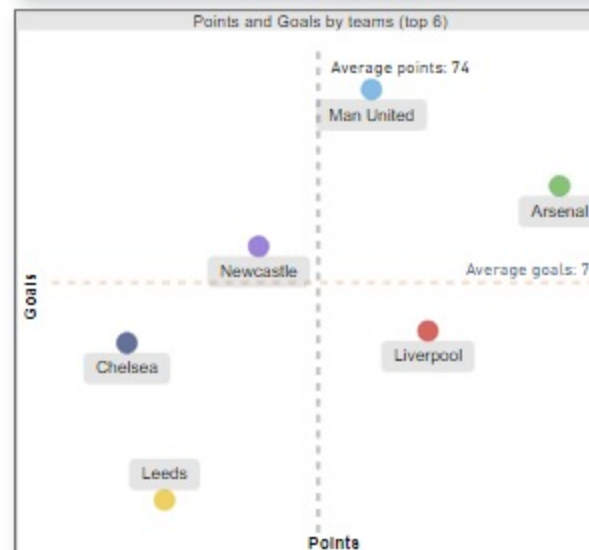 Points and Goals by teams (top 6)
Average points: 74
Man United
Arsenal
Newcastle
Average goals: 7
Goals
Liverpool
Chelsea
Leeds
Points